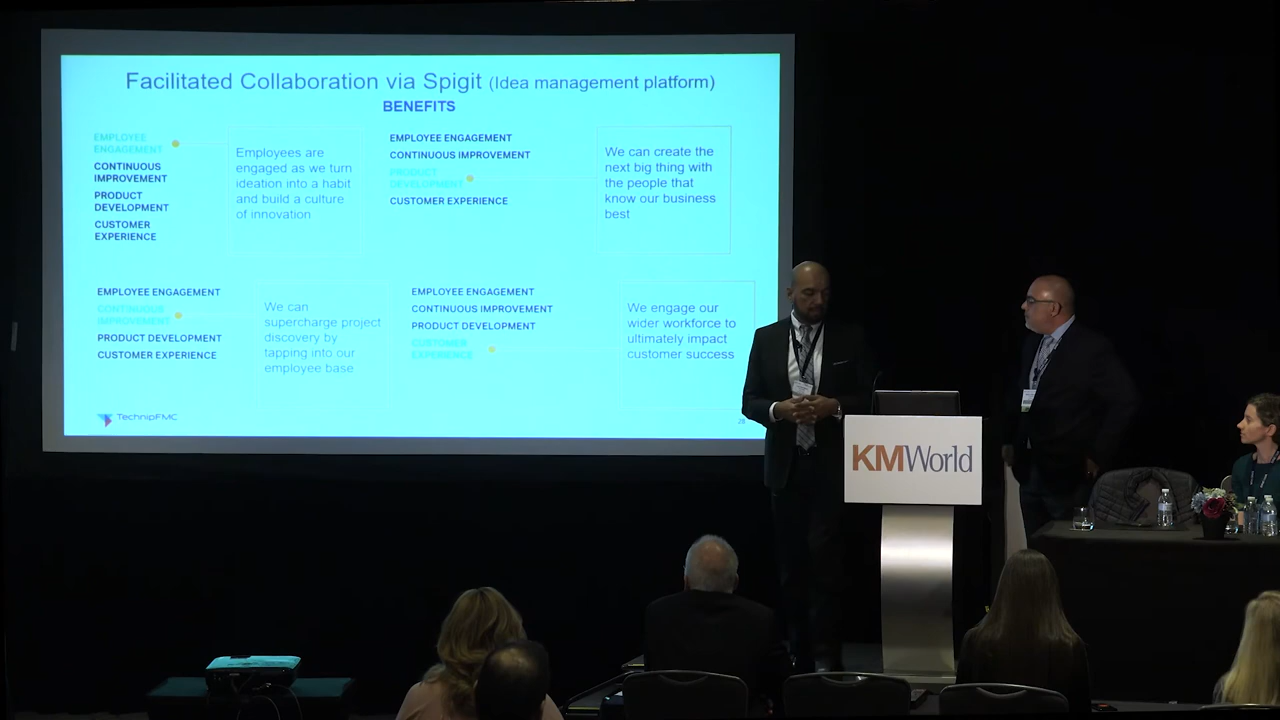 Facilitated Collaboration via Spigit (Idea management platform)
BENEFITS
EMPLOYEE
ENGAGEMENT
CONTINUOUS
IMPROVEMENT
PRODUCT
DEVELOPMENT
CUSTOMER
EXPERIENCE
Employees are
engaged as we turn
ideation into a habit
and build a culture
of innovation
EMPLOYEE ENGAGEMENT
CONTINUOUS IMPROVEMENT
PRODUCT
DEVELOPMENT
CUSTOMER EXPERIENCE
We can create the
next big thing with
the people that
know our business
best
EMPLOYEE ENGAGEMENT
CONTINUOUS
IMPROVEMENT
PRODUCT DEVELOPMENT
CUSTOMER EXPERIENCE
We can
supercharge project
discovery by
tapping into our
employee base
EMPLOYEE ENGAGEMENT
CONTINUOUS IMPROVEMENT
PRODUCT DEVELOPMENT
CUSTOMER
EXPERIENCE
We engage our
wider workforce to
ultimately impact
customer success
TechnipFMC
KMWorld